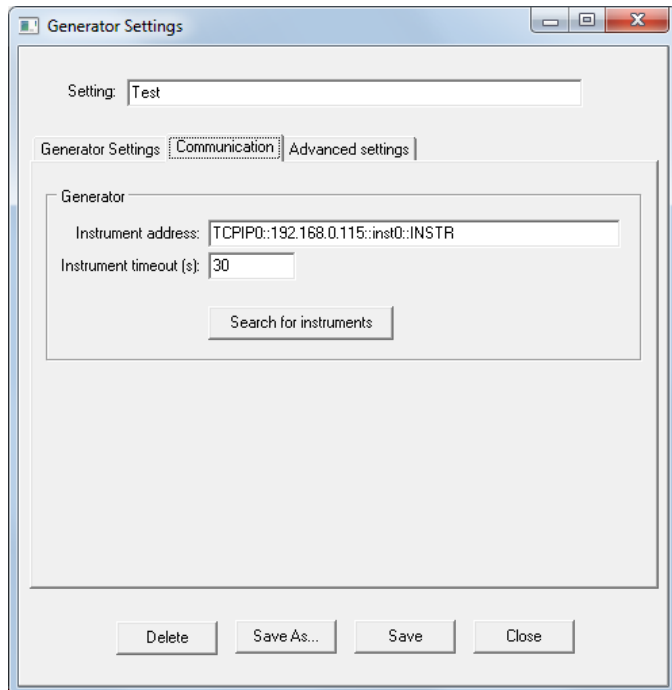 Generator Settings
Setting: Test
Generator Settings Communication Advanced settings
Generator
Instrument address: TCPIP0::192.168.0.115::inst0::INSTR
Instrument timeout (s): 30
Search for instruments
Delete Save As... Save Close